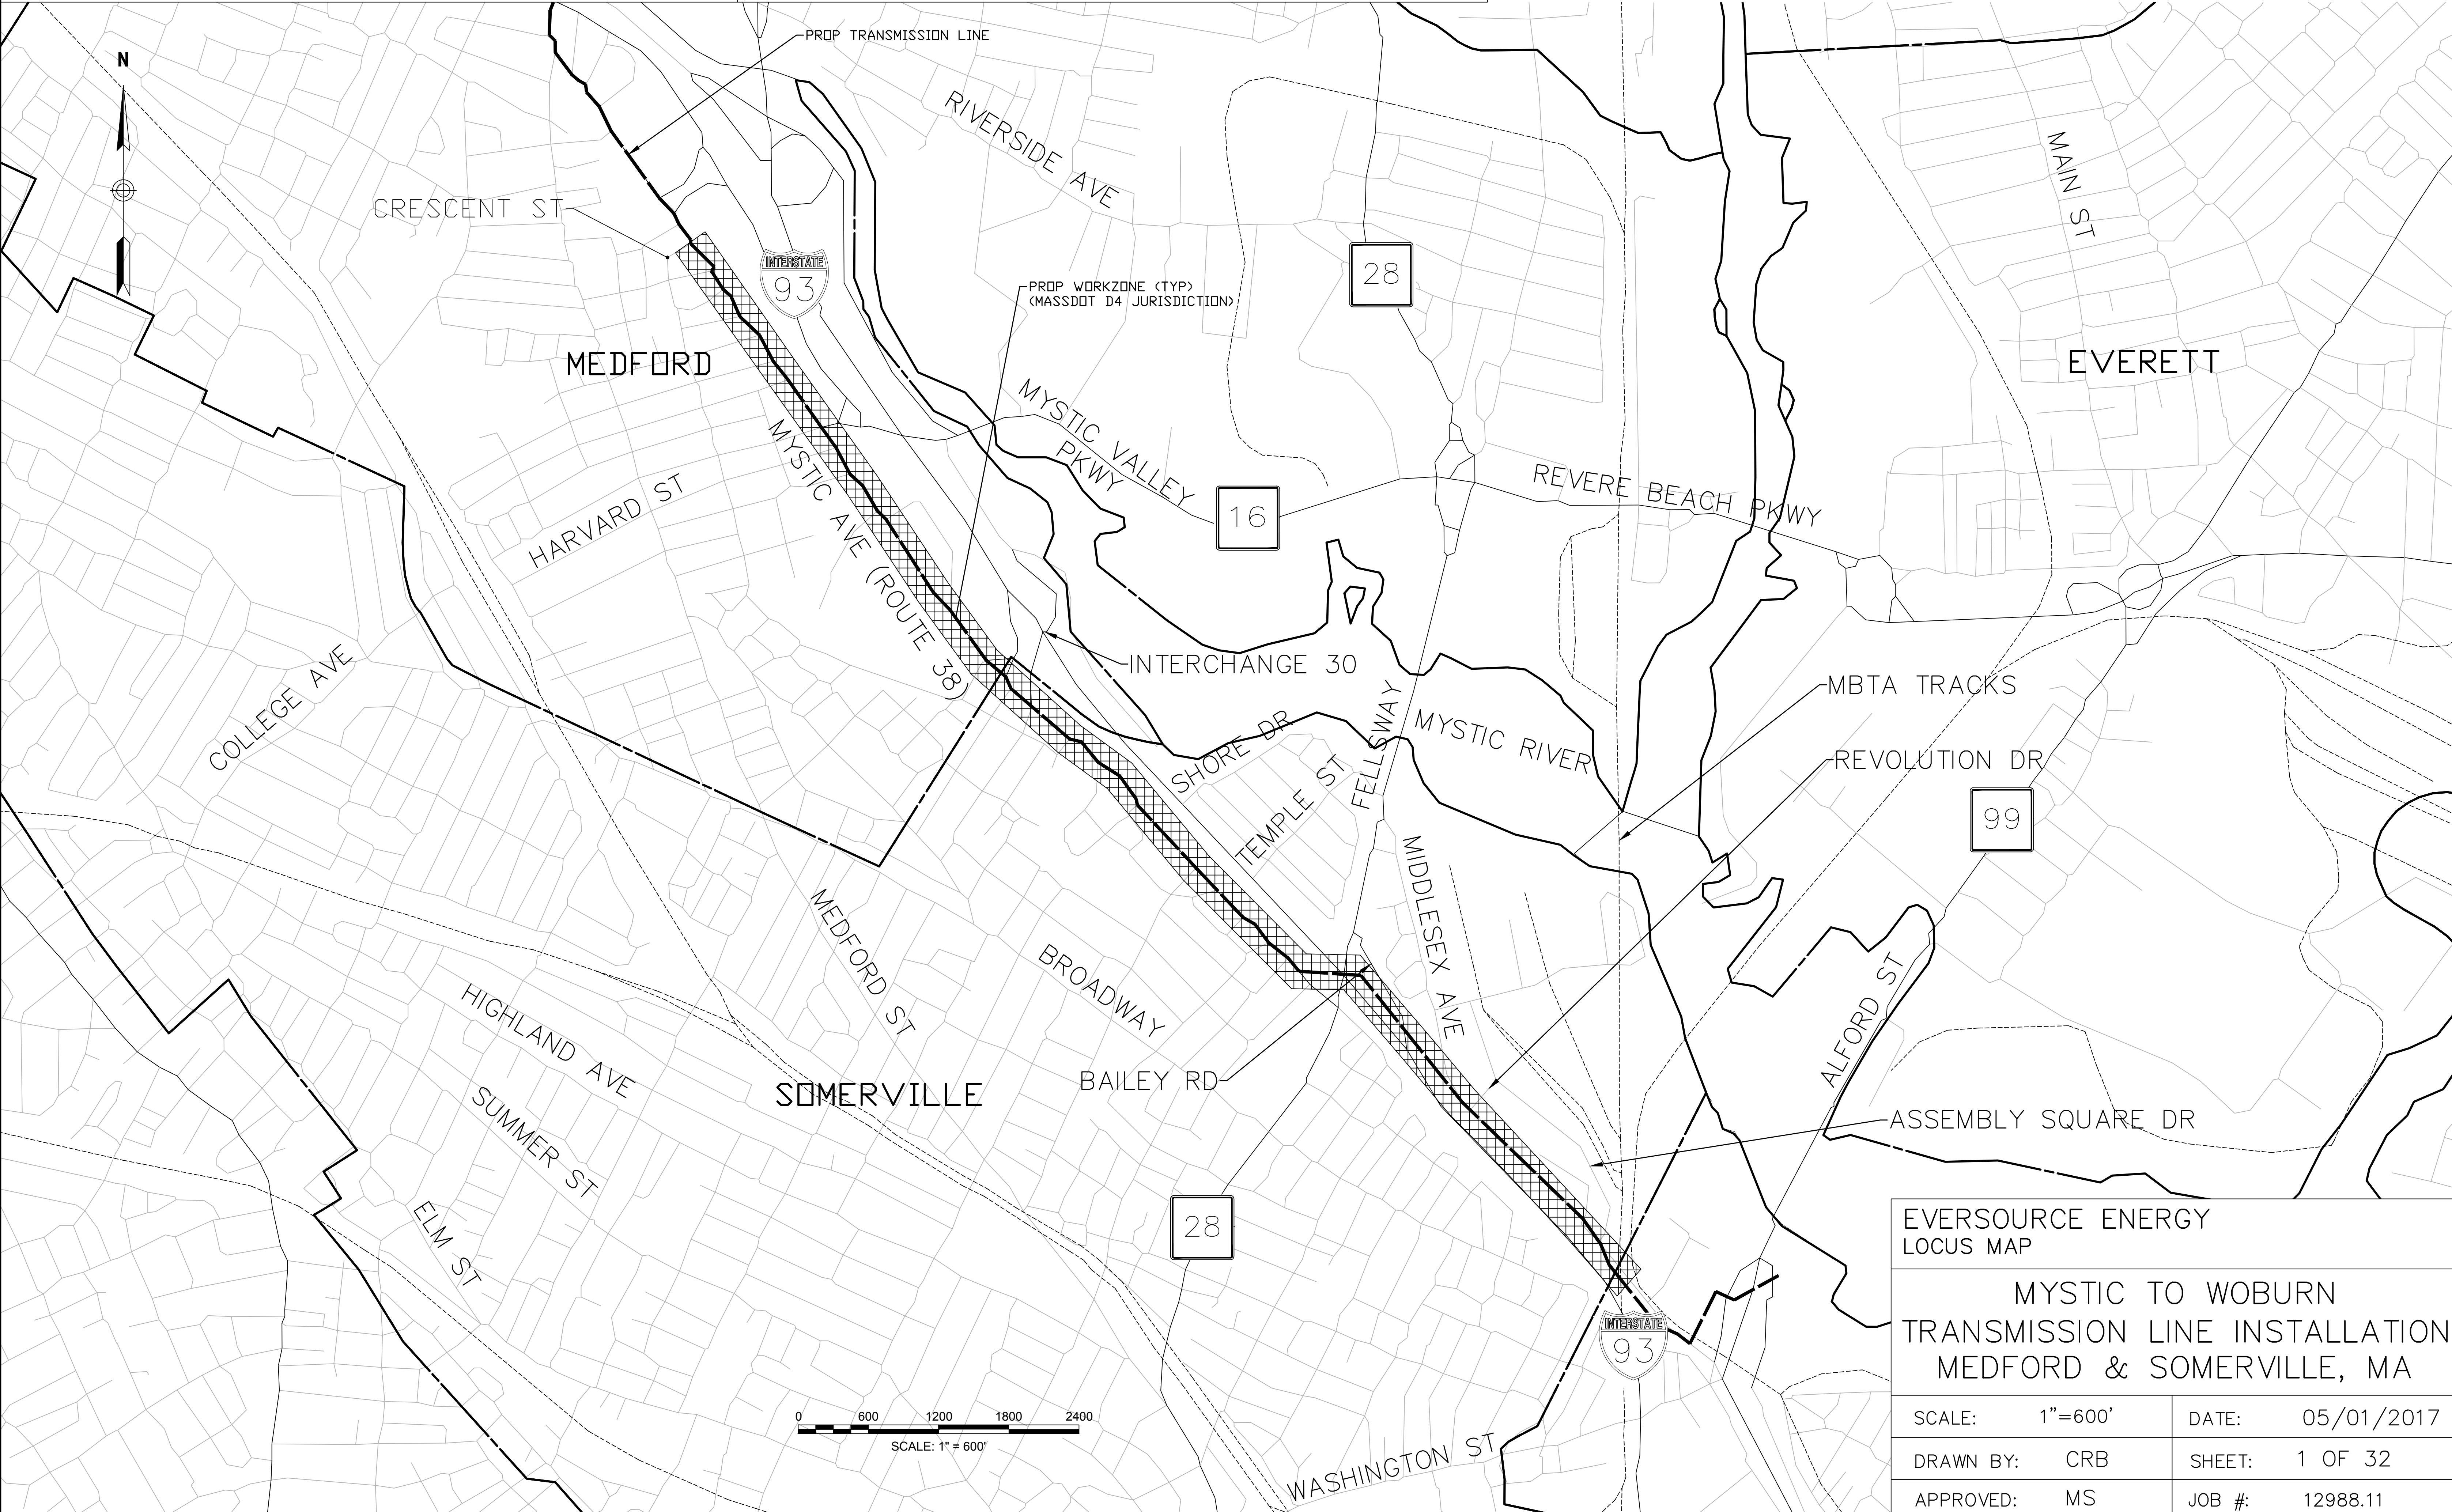 PROP TRANSMISSION LINE
N
RIVERSIDE AVE
MAIN ST
CRESCENT ST
INTERSTATE
93
28
PROP WORKZONE (TYP)
(MASSDOT D4 JURISDICTION)
MEDFORD
EVERETT
MYSTIC VALLEY
PKWY
MYSTIC AVE (ROUTE 38)
HARVARD ST
16
REVERE BEACH PKWY
COLLEGE AVE
INTERCHANGE 30
MBTA TRACKS
SHORE DR
FELLSWAY
MYSTIC RIVER
REVOLUTION DR
TEMPLE ST
99
MIDDLESEX AVE
MEDFORD ST
BROADWAY
ALFORD ST
HIGHLAND AVE
SUMMER ST
SOMERVILLE
BAILEY RD
ASSEMBLY SQUARE DR
ELM ST
28
INTERSTATE
93
0 600 1200 1800 2400
SCALE: 1" = 600'
WASHINGTON ST
EVERSOURCE ENERGY
LOCUS MAP
MYSTIC TO WOBURN
TRANSMISSION LINE INSTALLATION
MEDFORD & SOMERVILLE, MA
SCALE: 1"=600'
DATE: 05/01/2017
DRAWN BY: CRB
SHEET: 1 OF 32
APPROVED: MS
JOB #: 12988.11